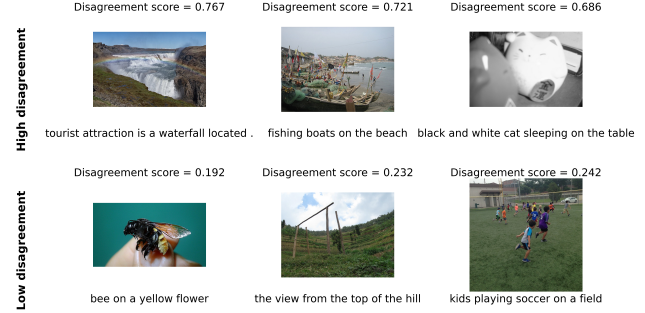 Disagreement score = 0.767
Disagreement score = 0.721
Disagreement score = 0.686
High disagreement
tourist attraction is a waterfall located .
fishing boats on the beach
black and white cat sleeping on the table
Disagreement score = 0.192
Disagreement score = 0.232
Disagreement score = 0.242
Low disagreement
bee on a yellow flower
the view from the top of the hill
kids playing soccer on a field